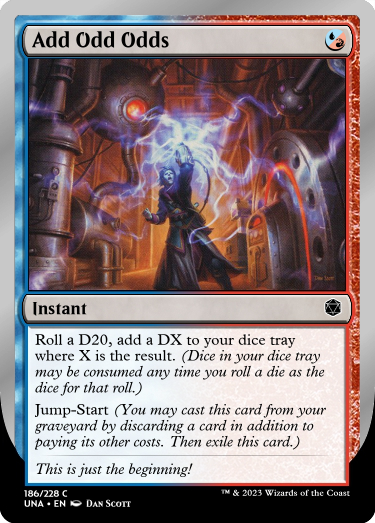 Add Odd Odds
Instant
Roll a D20, add a DX to your dice tray
where X is the result. (Dice in your dice tray
may be consumed any time you roll a die as the
dice for that roll.)
Jump-Start (You may cast this card from your
graveyard by discarding a card in addition to
paying its other costs. Then exile this card.)
This is just the beginning!
186/228 C
™ & 2023 Wizards of the Coast
UNA • EN Dan Scott